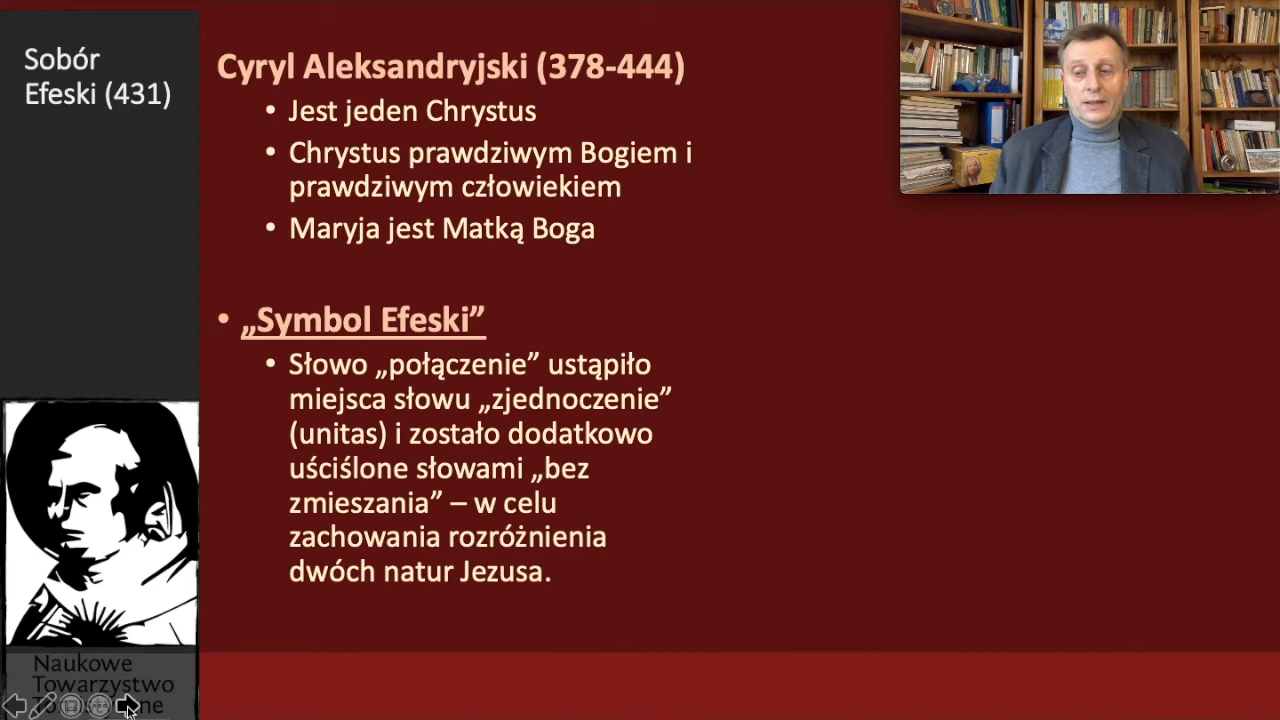 Sobór
Efeski (431)
Cyryl Aleksandryjski (378-444)
• Jest jeden Chrystus
• Chrystus prawdziwym Bogiem i
prawdziwym człowiekiem
• Maryja jest Matką Boga
• „Symbol Efeski”
• Słowo „połączenie” ustąpiło
miejsca słowu „zjednoczenie”
(unitas) i zostało dodatkowo
uściślone słowami „bez
zmieszania” – w celu
zachowania rozróżnienia
dwóch natur Jezusa.
Naukowe
Towarzystwo